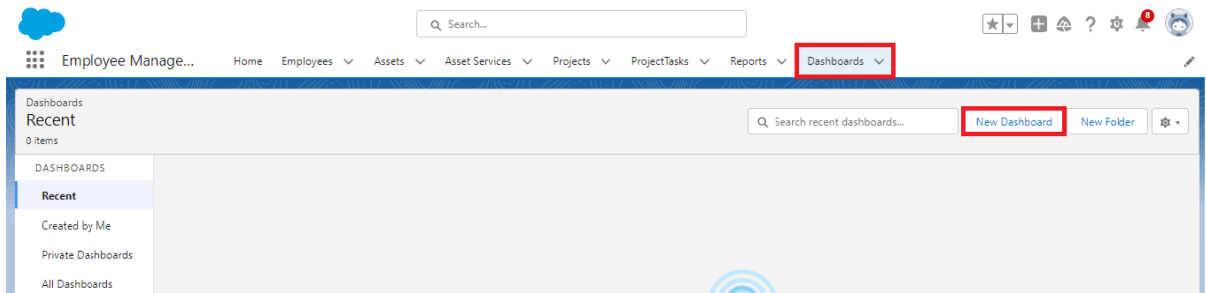 Search...
8
Employee Manage... Home Employees Assets Asset Services Projects ProjectTasks Reports Dashboards
Dashboards
Recent
0 items
Search recent dashboards...
New Dashboard
New Folder
DASHBOARDS
Recent
Created by Me
Private Dashboards
All Dashboards